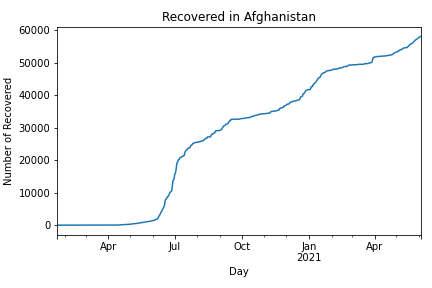 Recovered in Afghanistan
60000
50000
40000
30000
20000
10000
0
Number of Recovered
Apr Jul Oct Jan Apr
2021
Day